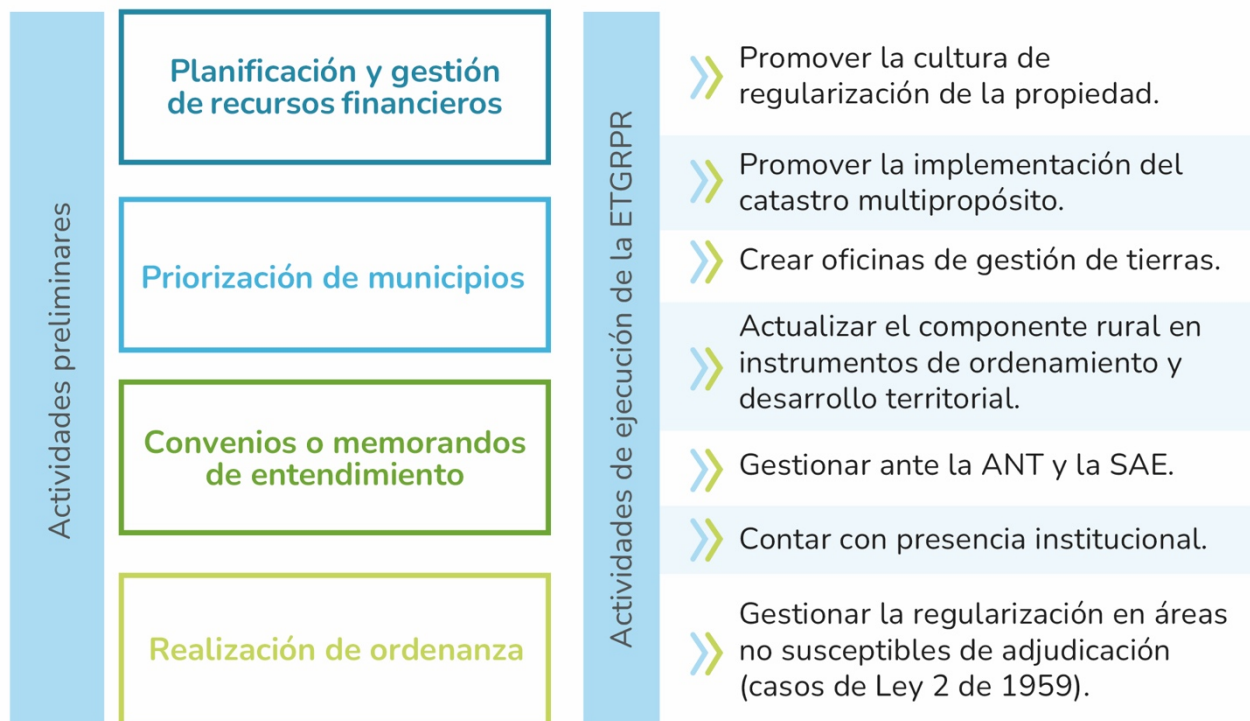 Actividades preliminares
Planificación y gestión
de recursos financieros
Priorización de municipios
Convenios o memorandos
de entendimiento
Realización de ordenanza
Actividades de ejecución de la ETGRPR
Promover la cultura de
regularización de la propiedad.
Promover la implementación del
catastro multipropósito.
Crear oficinas de gestión de tierras.
Actualizar el componente rural en
instrumentos de ordenamiento y
desarrollo territorial.
Gestionar ante la ANT y la SAE.
Contar con presencia institucional.
Gestionar la regularización en áreas
no susceptibles de adjudicación
(casos de Ley 2 de 1959).